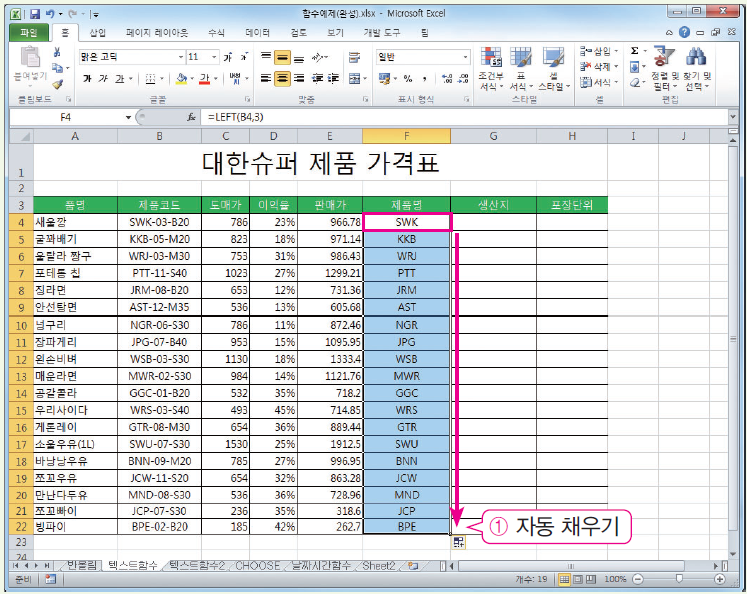 함수예제(완성).xlsx - Microsoft Excel
파일 홈 삽입 페이지 레이아웃 수식 데이터 검토 보기 개발 도구 팀
붙여넣기 맑은 고딕 11 일반 조건부 서식 표 서식 셀 스타일 삽입 삭제 서식 정렬 및 필터 찾기 및 선택
클립보드 글꼴 맞춤 표시 형식 스타일 셀 편집
F4 fx =LEFT(B4,3)
A B C D E F G H I J
1 대한슈퍼 제품 가격표
2
3 품명 제품코드 도매가 이익율 판매가 제품명 생산지 포장단위
4 새울깡 SWK-03-B20 786 23% 966.78 SWK
5 굴꽈배기 KKB-05-M20 823 18% 971.14 KKB
6 울랄라 짱구 WRJ-03-M30 753 31% 986.43 WRJ
7 포테톰 칩 PTT-11-S40 1023 27% 1299.21 PTT
8 징라면 JRM-08-B20 653 12% 731.36 JRM
9 안선탕면 AST-12-M35 536 13% 605.68 AST
10 넝구리 NGR-06-S30 786 11% 872.46 NGR
11 잠파게리 JPG-07-B40 953 15% 1095.95 JPG
12 왼손비벼 WSB-03-S30 1130 18% 1333.4 WSB
13 매운라면 MWR-02-S30 984 14% 1121.76 MWR
14 공갈콜라 GGC-01-B20 532 35% 718.2 GGC
15 우리사이다 WRS-03-S40 493 45% 714.85 WRS
16 게론레이 GTR-08-M30 654 36% 889.44 GTR
17 소울우유(1L) SWU-07-S30 1530 25% 1912.5 SWU
18 바낭낭우유 BNN-09-M20 785 27% 996.95 BNN
19 쪼꼬우유 JCW-11-S20 654 32% 863.28 JCW
20 만난다두유 MND-08-S30 536 36% 728.96 MND
21 쪼꼬빠이 JCP-07-S30 236 35% 318.6 JCP
22 빙파이 BPE-02-B20 185 42% 262.7 BPE
① 자동 채우기
23
24
반올림 텍스트함수 텍스트함수2 CHOOSE 날짜시간함수 Sheet2
준비 개수: 19 100%